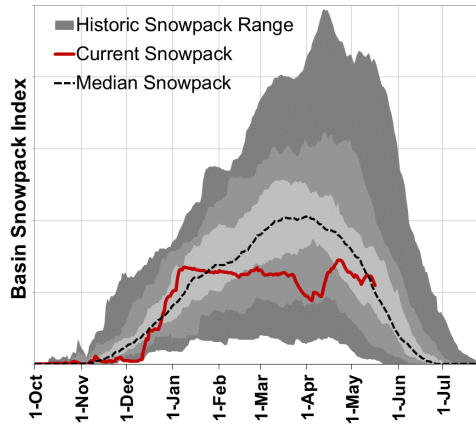 Historic Snowpack Range
Current Snowpack
Median Snowpack
Basin Snowpack Index
1-Oct
1-Nov
1-Dec
1-Jan
1-Feb
1-Mar
1-Apr
1-May
1-Jun
1-Jul